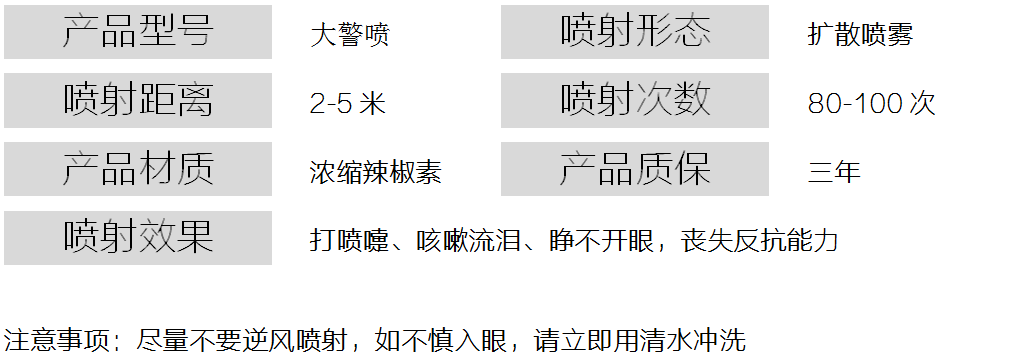 产品型号 大警喷 喷射形态 扩散喷雾
喷射距离 2-5 米 喷射次数 80-100 次
产品材质 浓缩辣椒素 产品质保 三年
喷射效果 打喷嚏、咳嗽流泪、睁不开眼，丧失反抗能力
注意事项：尽量不要逆风喷射，如不慎入眼，请立即用清水冲洗